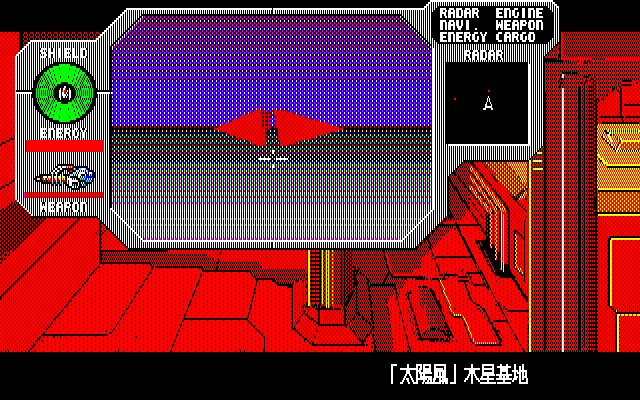 SHIELD
ENERGY
WEAPON
RADAR ENGINE
NAVI WEAPON
ENERGY CARGO
RADAR
「太陽風」木星基地